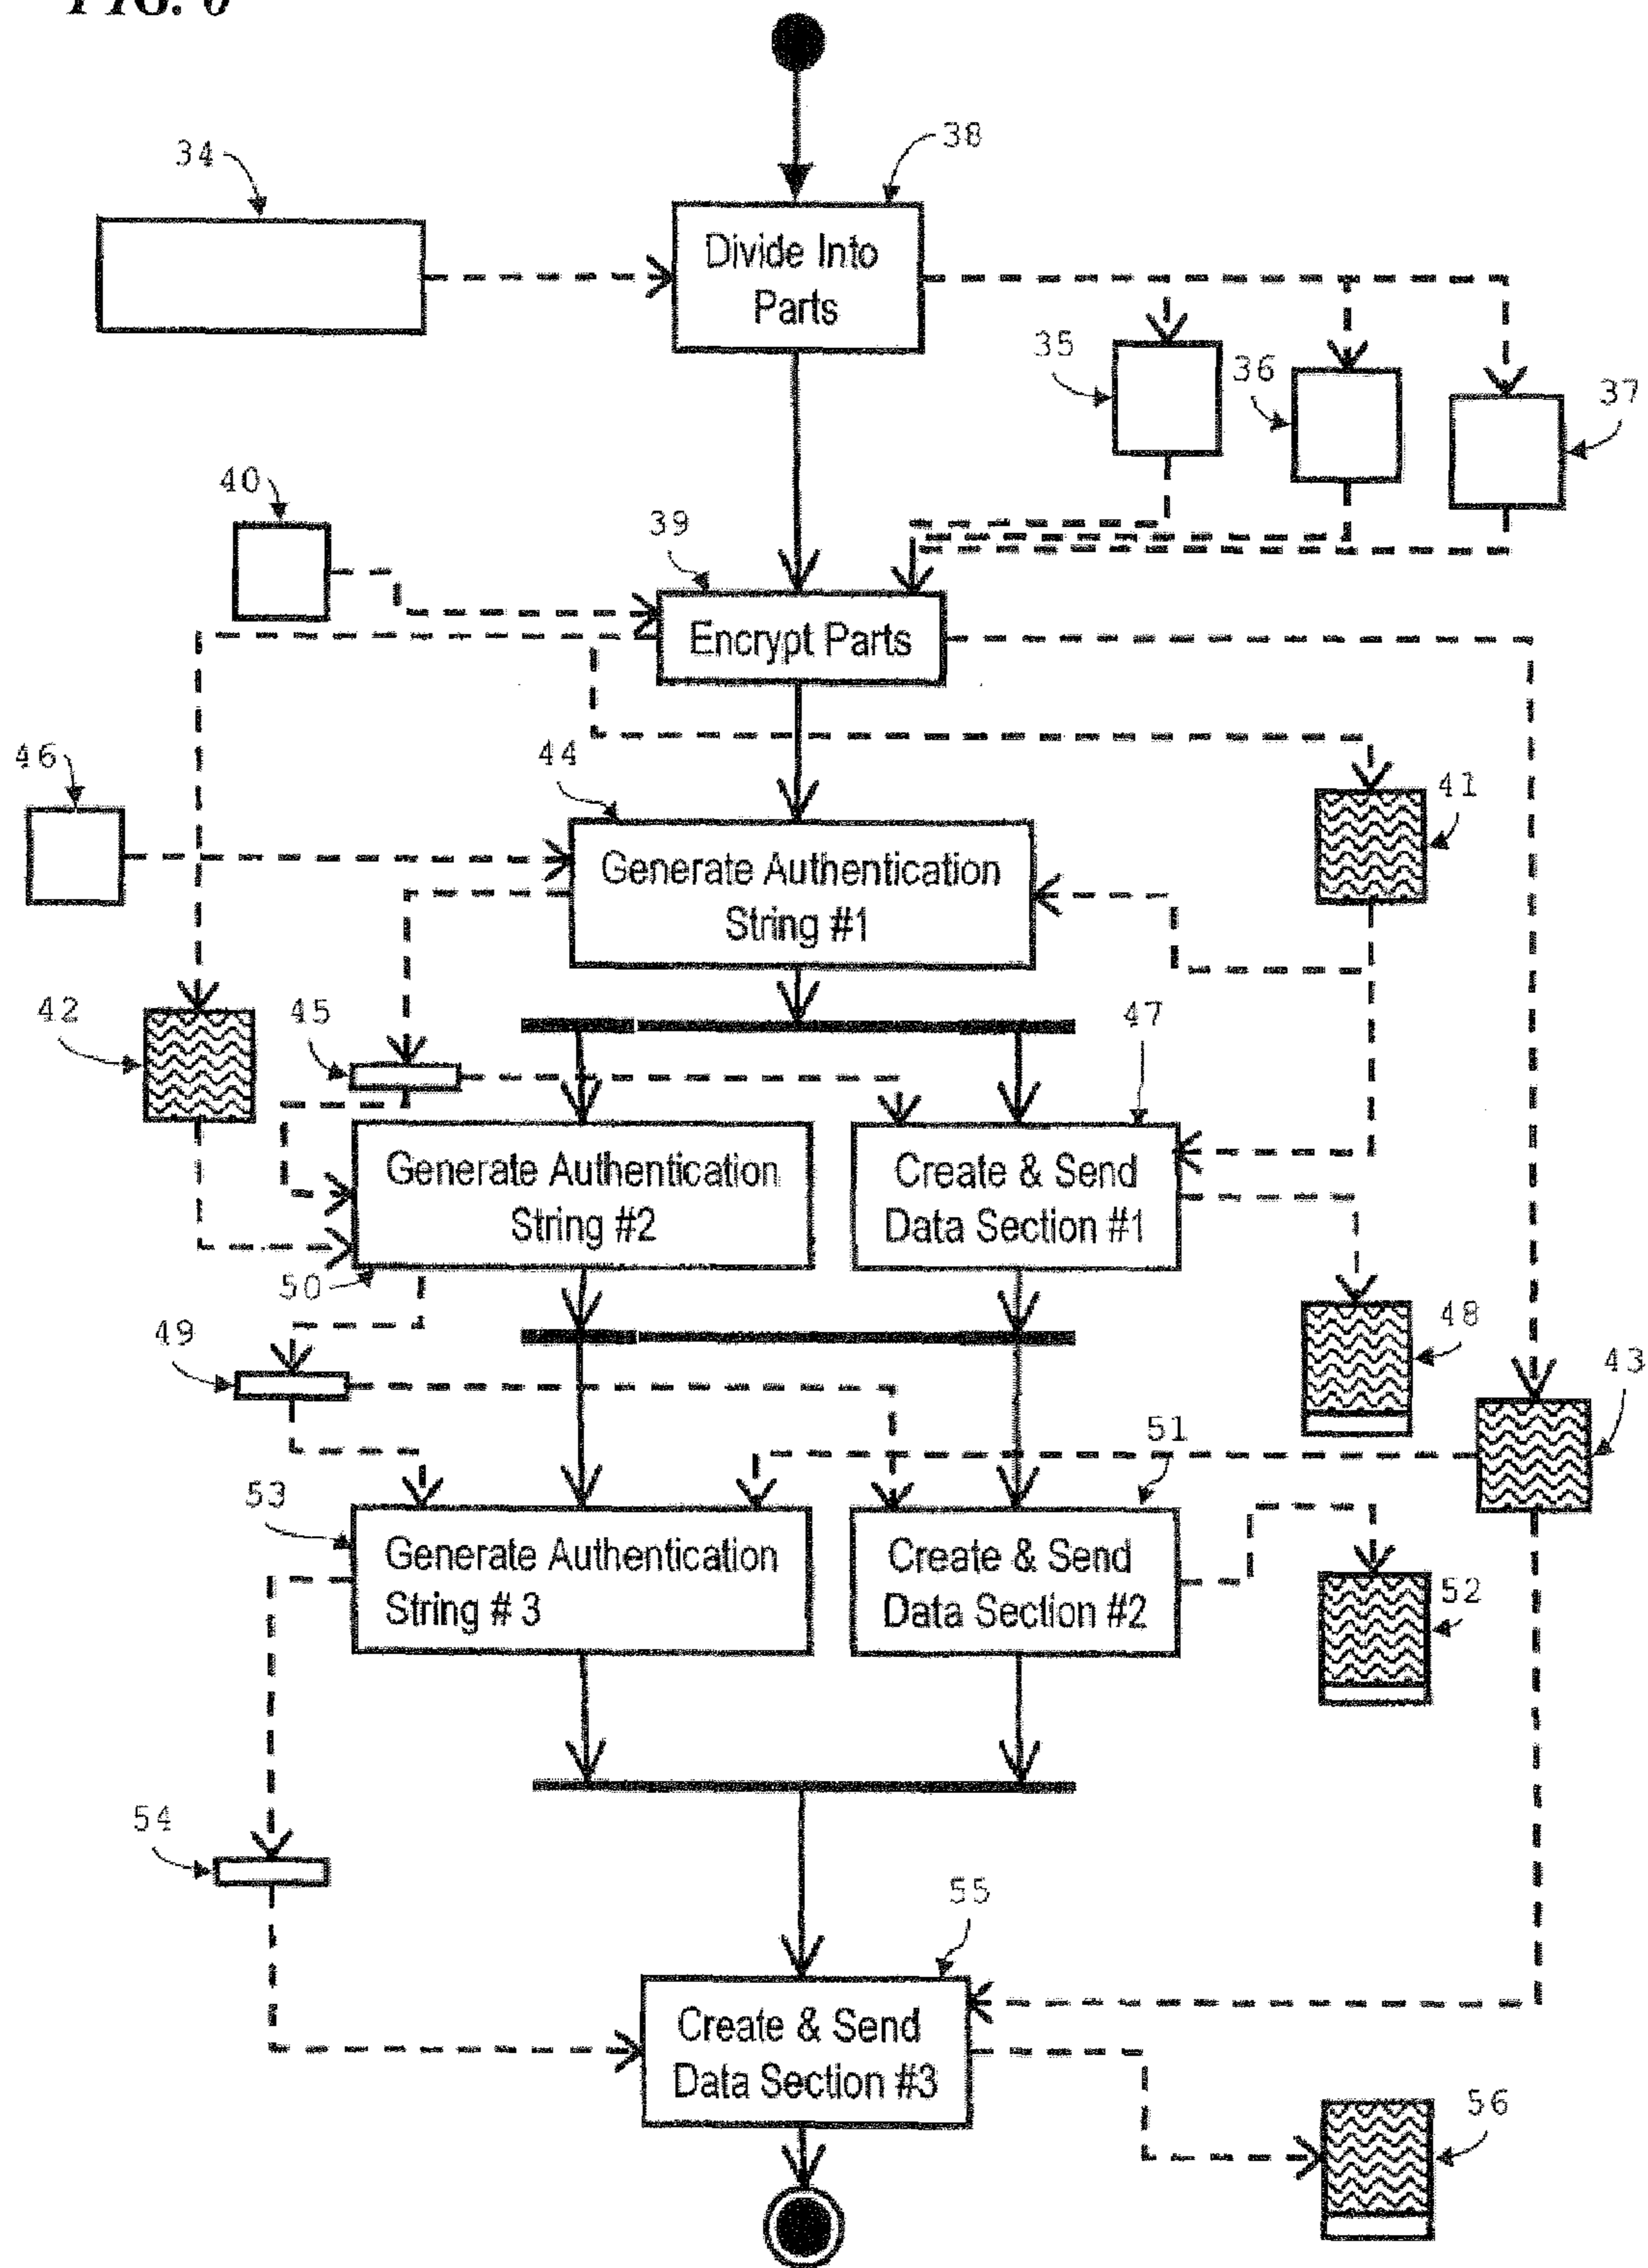 FIG. 6
38
34
Divide Into
Parts
35
36
37
40
39
Encrypt Parts
46
44
41
Generate Authentication
String #1
42
45
47
Generate Authentication
String #2
Create & Send
Data Section #1
50
49
48
43
51
53
Generate Authentication
String # 3
Create & Send
Data Section #2
52
54
55
Create & Send
Data Section #3
56